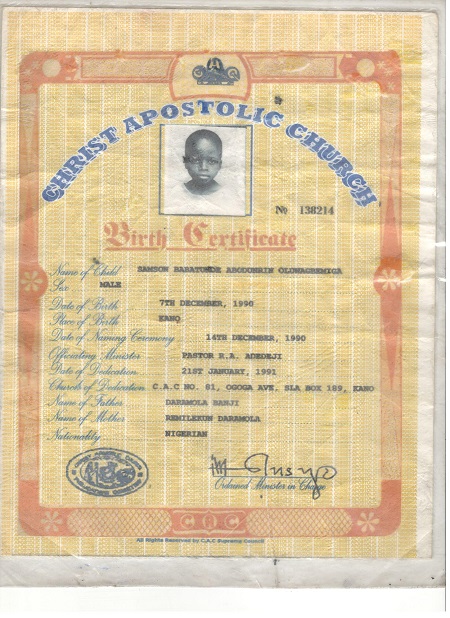 CHRIST APOSTOLIC CHURCH
No 138214
Birth Certificate
Name of Child SAMSON BABATUNDE ABODUNRIN OLUWAGBEMIGA
Sex MALE
Date of Birth 7TH DECEMBER, 1990
Place of Birth KANO
Date of Naming Ceremony 14TH DECEMBER, 1990
Officiating Minister PASTOR R.A. ADEDEJI
Date of Dedication 21ST JANUARY, 1991
Church of Dedication C.A.C NO. 81, OGOGA AVE. SLA BOX 189, KANO
Name of Father DARAMOLA BANJI
Name of Mother REMILEKUN DARAMOLA
Nationality NIGERIAN
Ordained Minister in Charge
CAC
All Rights Reserved by C.A.C Supreme Council